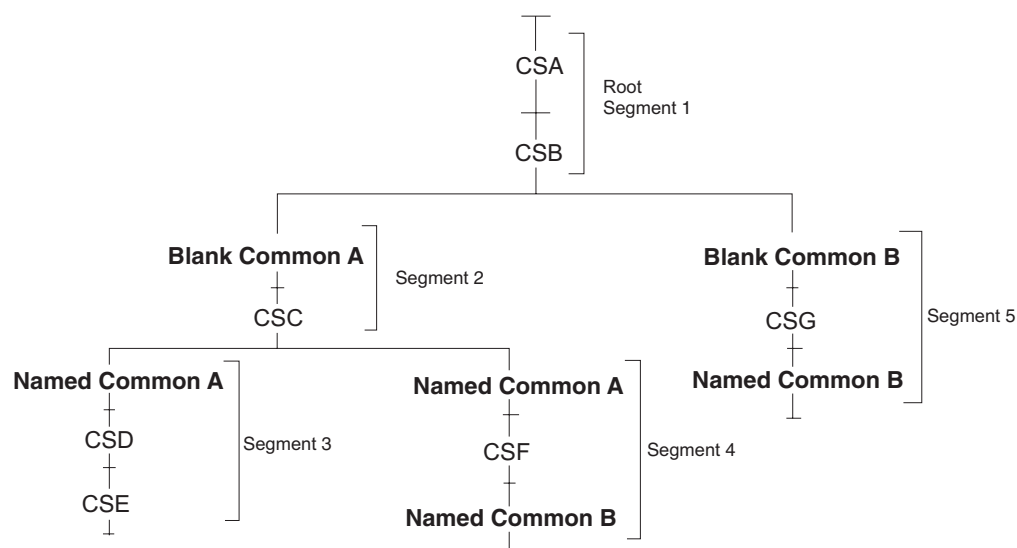 CSA
Root
Segment 1
CSB
Blank Common A
Segment 2
CSC
Blank Common B
CSG
Segment 5
Named Common B
Named Common A
CSD
Segment 3
CSE
Named Common A
CSF
Segment 4
Named Common B